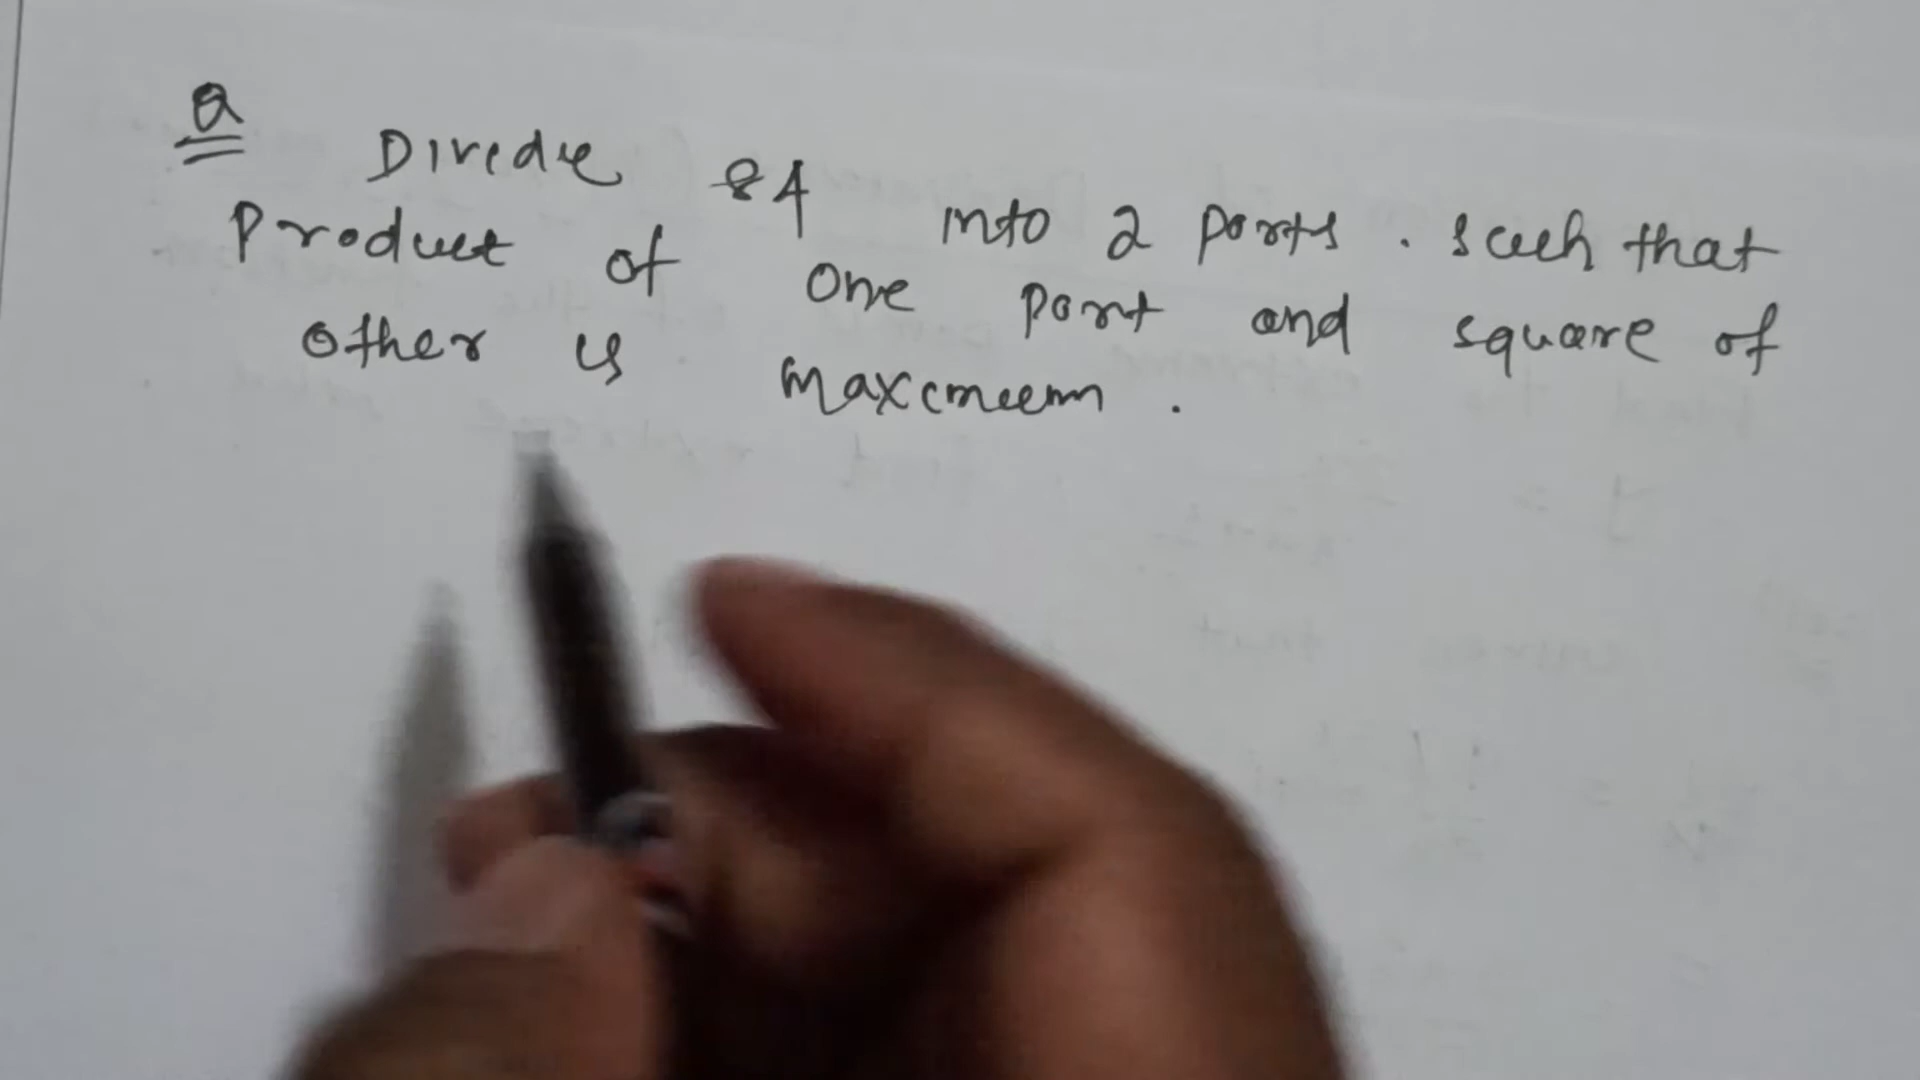 Q
Divide 84 into 2 parts. such that
Product of one part and square of
other is maximum.